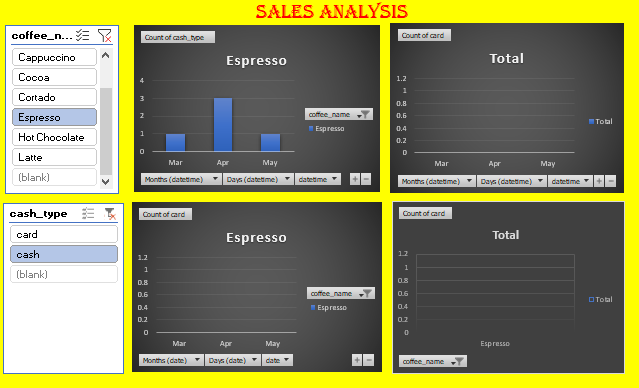 SALES ANALYSIS
coffee_n...
Cappuccino
Cocoa
Cortado
Espresso
Hot Chocolate
Latte
(blank)
Count of cash_type
Espresso
4
3
2
1
0
Mar Apr May
coffee_name
Espresso
Months (datetime) Days (datetime) datetime + −
Count of card
Total
1.2
1
0.8
0.6
0.4
0.2
0
Mar Apr May
Total
Months (datetime) Days (datetime) datetime + −
cash_type
card
cash
(blank)
Count of card
Espresso
1.2
1
0.8
0.6
0.4
0.2
0
Mar Apr May
coffee_name
Espresso
Months (date) Days (date) date + −
Count of card
Total
1.2
1
0.8
0.6
0.4
0.2
0
Espresso
Total
coffee_name